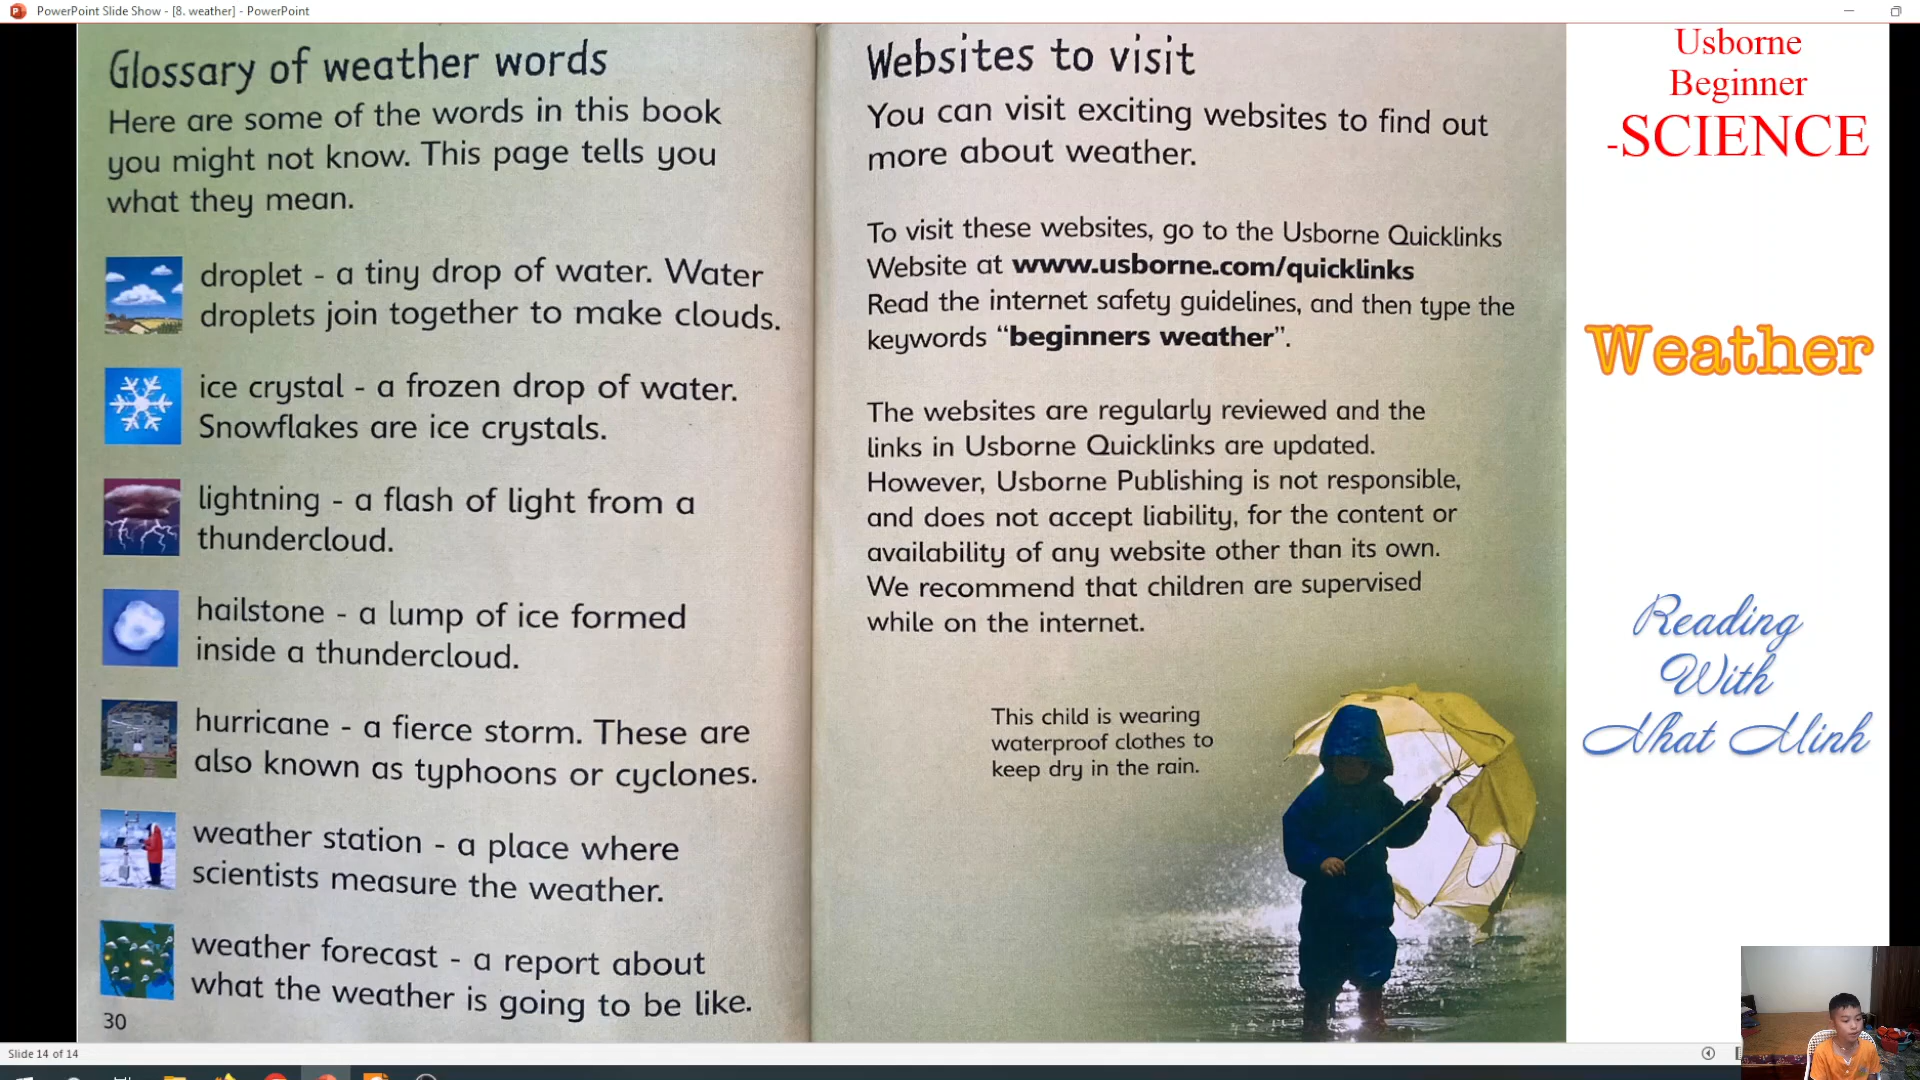 PowerPoint Slide Show - [8. weather] - PowerPoint
Glossary of weather words
Here are some of the words in this book
you might not know. This page tells you
what they mean.
droplet - a tiny drop of water. Water
droplets join together to make clouds.
ice crystal - a frozen drop of water.
Snowflakes are ice crystals.
lightning - a flash of light from a
thundercloud.
hailstone - a lump of ice formed
inside a thundercloud.
hurricane - a fierce storm. These are
also known as typhoons or cyclones.
weather station - a place where
scientists measure the weather.
weather forecast - a report about
what the weather is going to be like.
30
Websites to visit
You can visit exciting websites to find out
more about weather.
To visit these websites, go to the Usborne Quicklinks
Website at www.usborne.com/quicklinks
Read the internet safety guidelines, and then type the
keywords “beginners weather”.
The websites are regularly reviewed and the
links in Usborne Quicklinks are updated.
However, Usborne Publishing is not responsible,
and does not accept liability, for the content or
availability of any website other than its own.
We recommend that children are supervised
while on the internet.
This child is wearing
waterproof clothes to
keep dry in the rain.
Usborne
Beginner
-SCIENCE
Weather
Reading
With
Nhat Minh
Slide 14 of 14